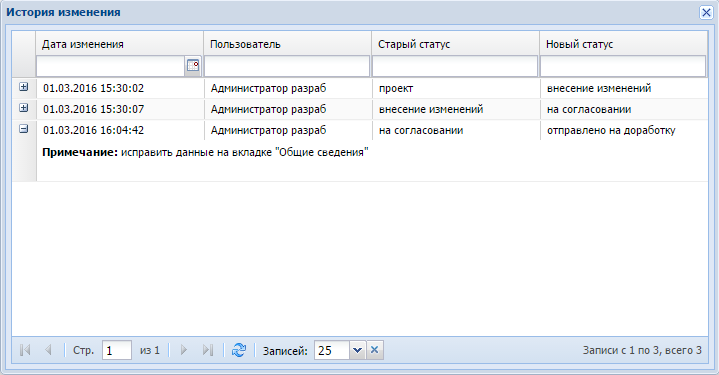 История изменения
Дата изменения Пользователь Старый статус Новый статус
01.03.2016 15:30:02 Администратор разраб проект внесение изменений
01.03.2016 15:30:07 Администратор разраб внесение изменений на согласовании
01.03.2016 16:04:42 Администратор разраб на согласовании отправлено на доработку
Примечание: исправить данные на вкладке "Общие сведения"
Стр. 1 из 1 Записей: 25 Записи с 1 по 3, всего 3